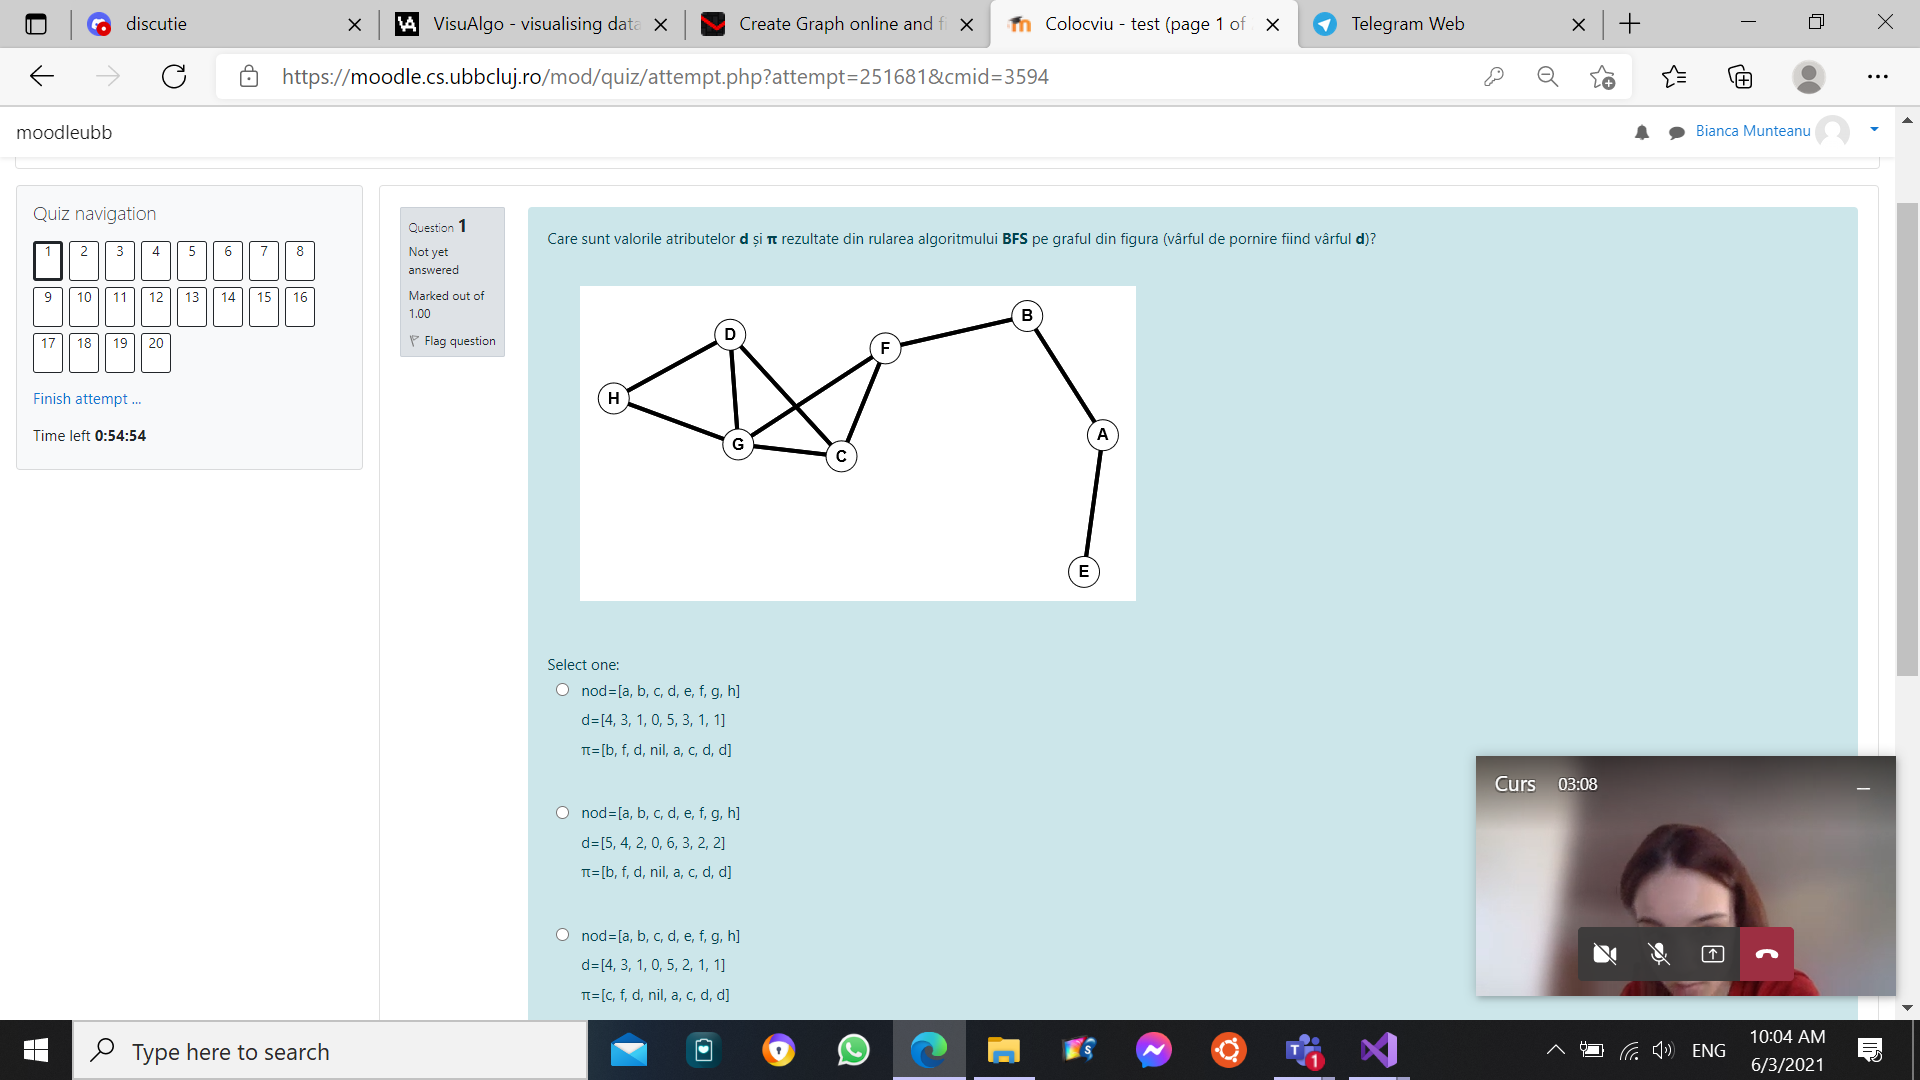 discutie
VisuAlgo - visualising data
Create Graph online and fi
Colocviu - test (page 1 of
Telegram Web
https://moodle.cs.ubbcluj.ro/mod/quiz/attempt.php?attempt=251681&cmid=3594
moodleubb
Bianca Munteanu
Quiz navigation
1 2 3 4 5 6 7 8
9 10 11 12 13 14 15 16
17 18 19 20
Finish attempt ...
Time left 0:54:54
Question 1
Not yet
answered
Marked out of
1.00
Flag question
Care sunt valorile atributelor d și π rezultate din rularea algoritmului BFS pe graful din figura (vârful de pornire fiind vârful d)?
B
D
F
H
A
G
C
E
Select one:
nod=[a, b, c, d, e, f, g, h]
d=[4, 3, 1, 0, 5, 3, 1, 1]
π=[b, f, d, nil, a, c, d, d]
nod=[a, b, c, d, e, f, g, h]
d=[5, 4, 2, 0, 6, 3, 2, 2]
π=[b, f, d, nil, a, c, d, d]
nod=[a, b, c, d, e, f, g, h]
d=[4, 3, 1, 0, 5, 2, 1, 1]
π=[c, f, d, nil, a, c, d, d]
Curs 03:08
Type here to search
1
ENG
10:04 AM
6/3/2021